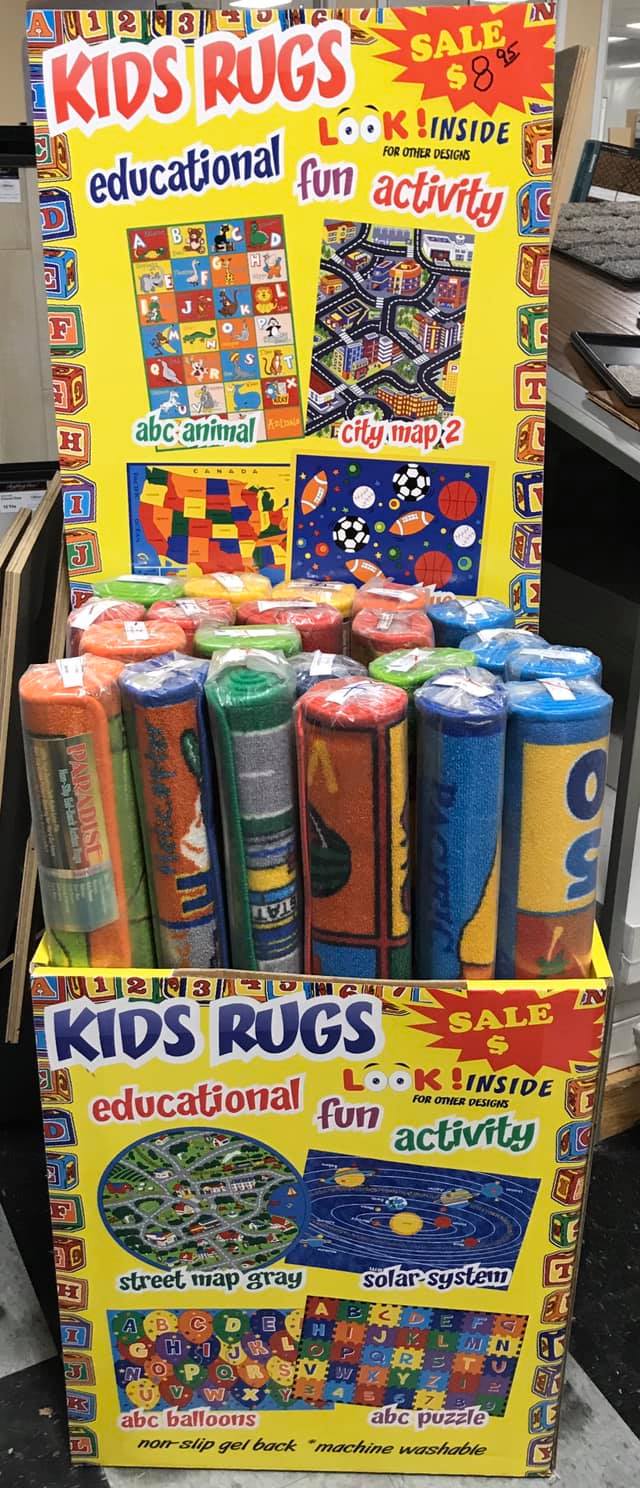 KIDS RUGS
SALE
$8 95
LOOK! INSIDE
FOR OTHER DESIGNS
educational fun activity
A B C D
E F G H
I J K L
M N O P
Q R S T
abc animal
city map 2
CANADA
PARADISE
OS
KIDS RUGS
SALE
$
LOOK! INSIDE
FOR OTHER DESIGNS
educational fun activity
street map gray
solar system
A B C D E
G H I J K L
N O P Q R S
U V W X Y
abc balloons
A B C D E F G
H I J K L M N
O P Q R S T U
V W X Y Z
abc puzzle
non-slip gel back *machine washable